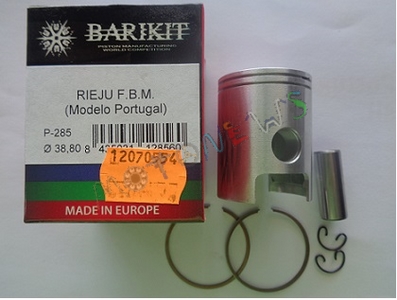 BARIKIT
PISTON MANUFACTURING
WORLD COMPETITION
RIEJU F.B.M.
(Modelo Portugal)
P-285
Ø 38,80
12070554
MADE IN EUROPE